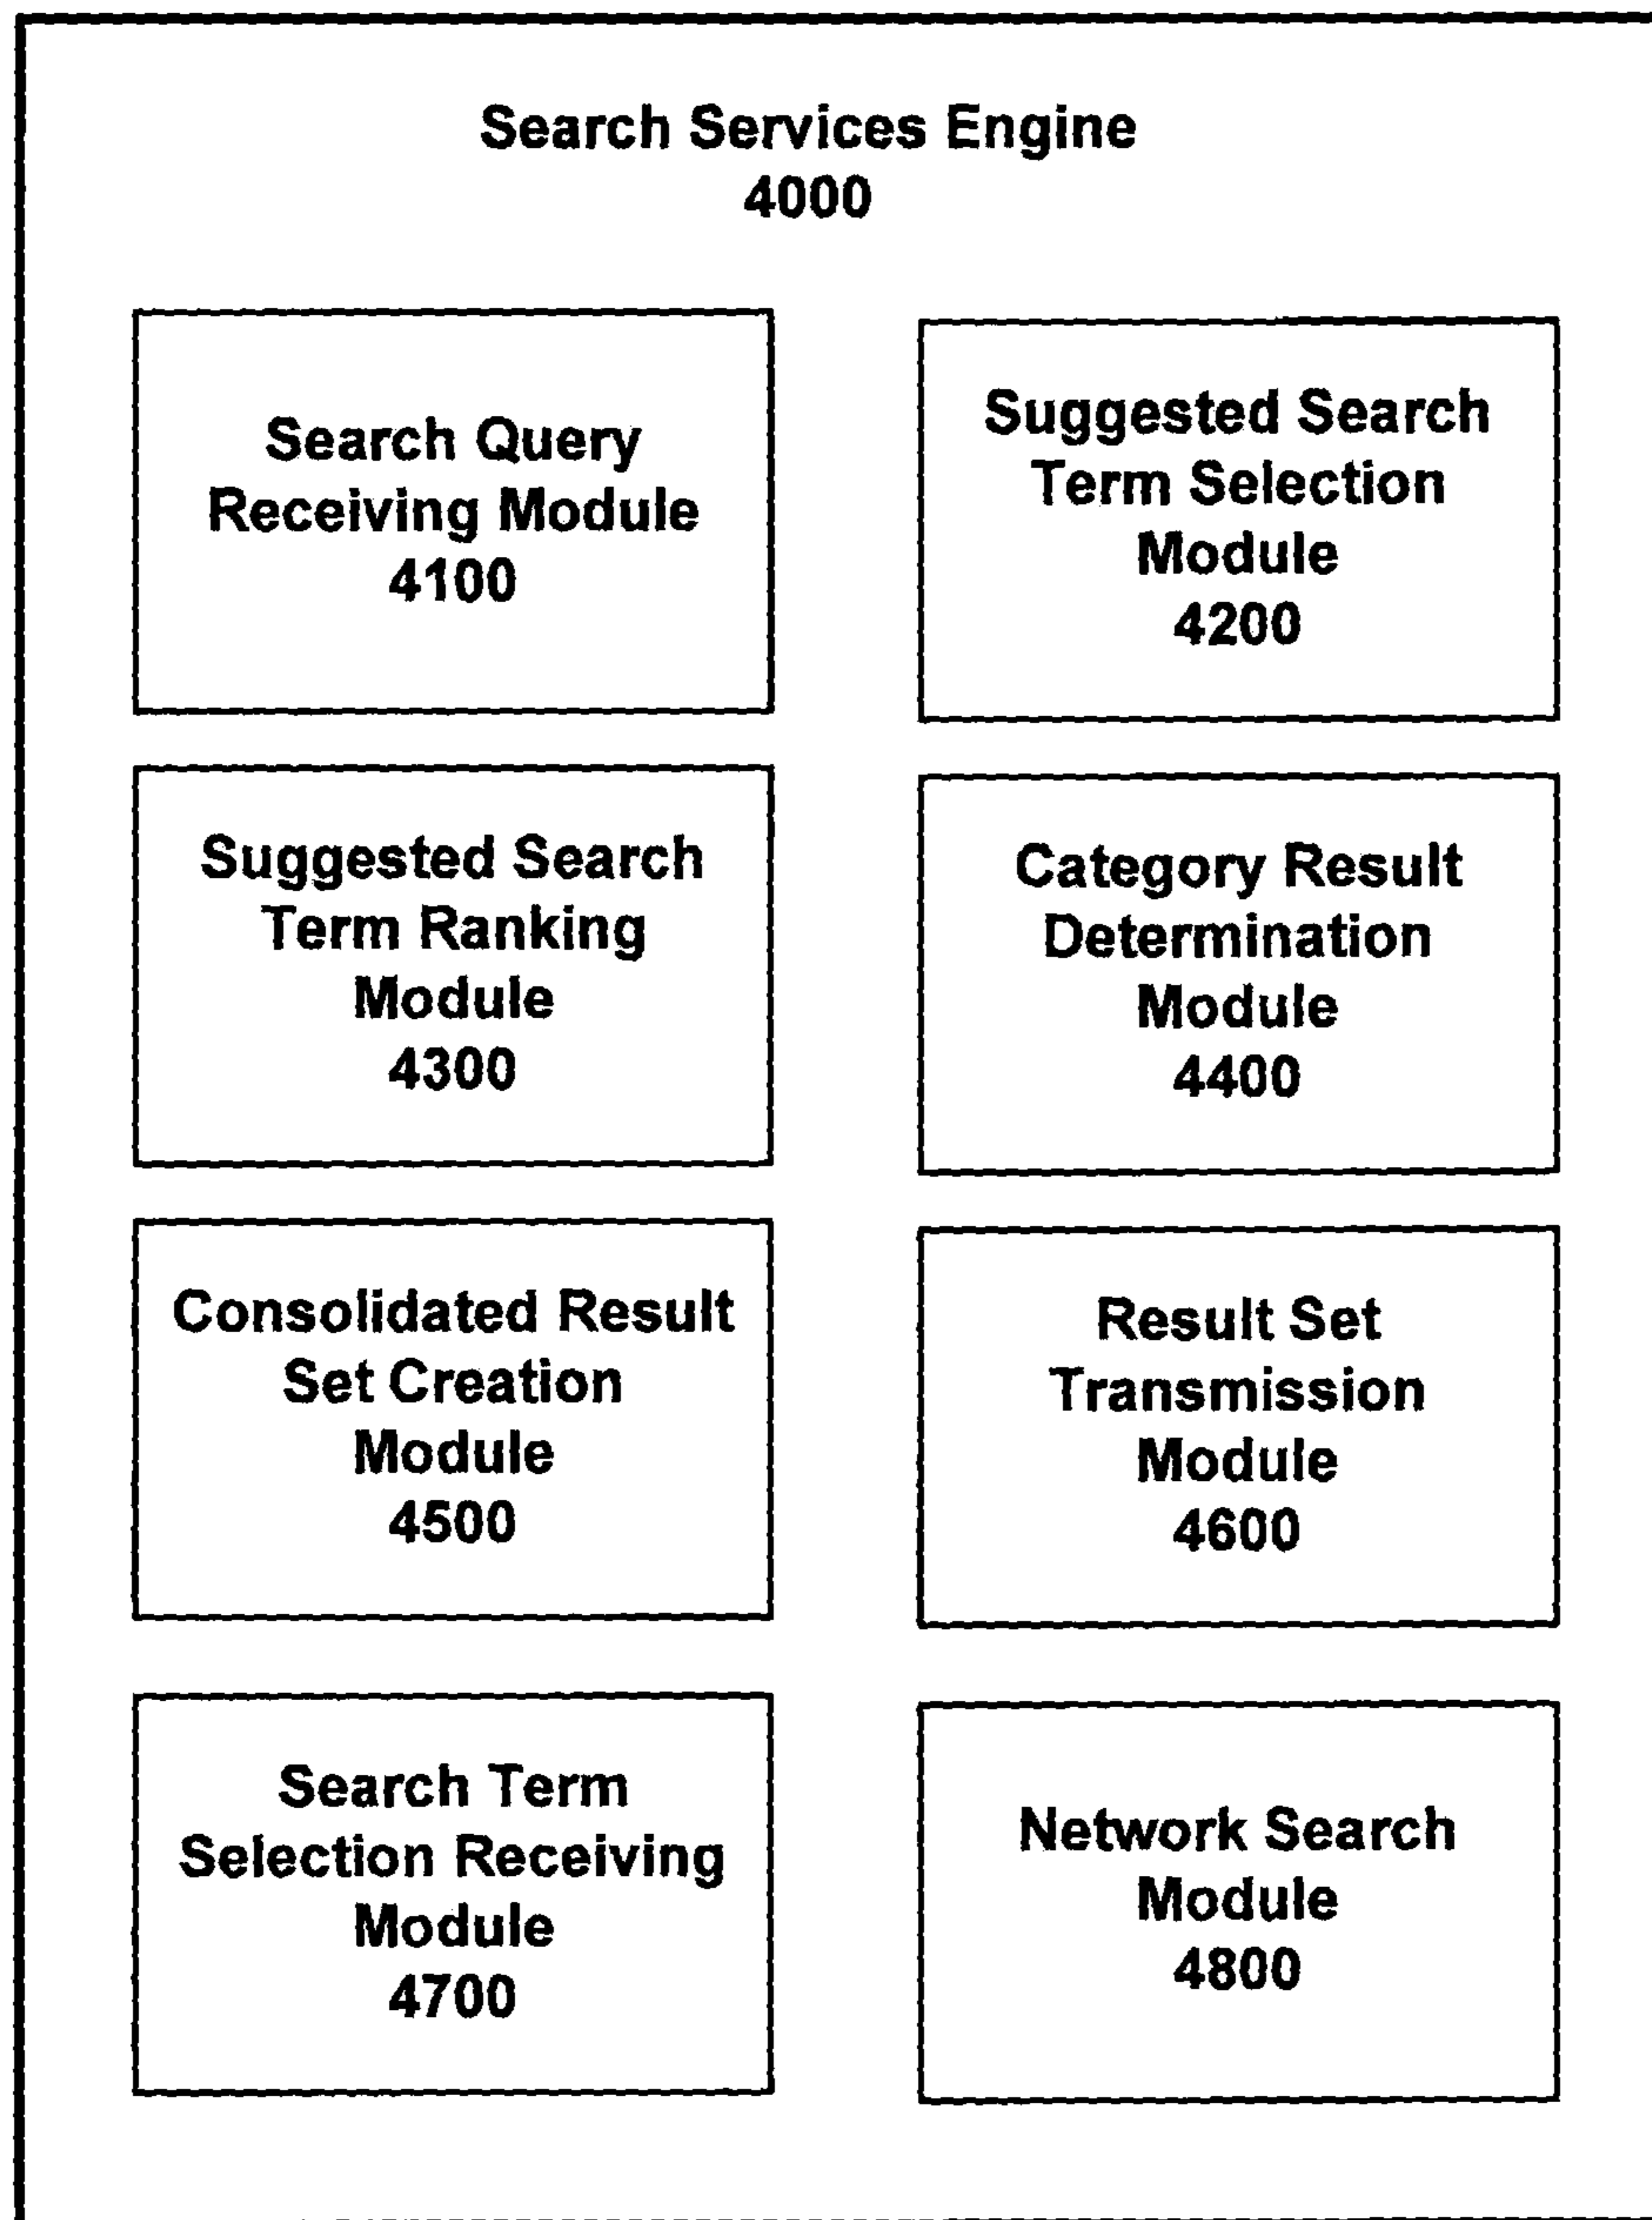 Search Services Engine
4000
Search Query
Receiving Module
4100
Suggested Search
Term Selection
Module
4200
Suggested Search
Term Ranking
Module
4300
Category Result
Determination
Module
4400
Consolidated Result
Set Creation
Module
4500
Result Set
Transmission
Module
4600
Search Term
Selection Receiving
Module
4700
Network Search
Module
4800